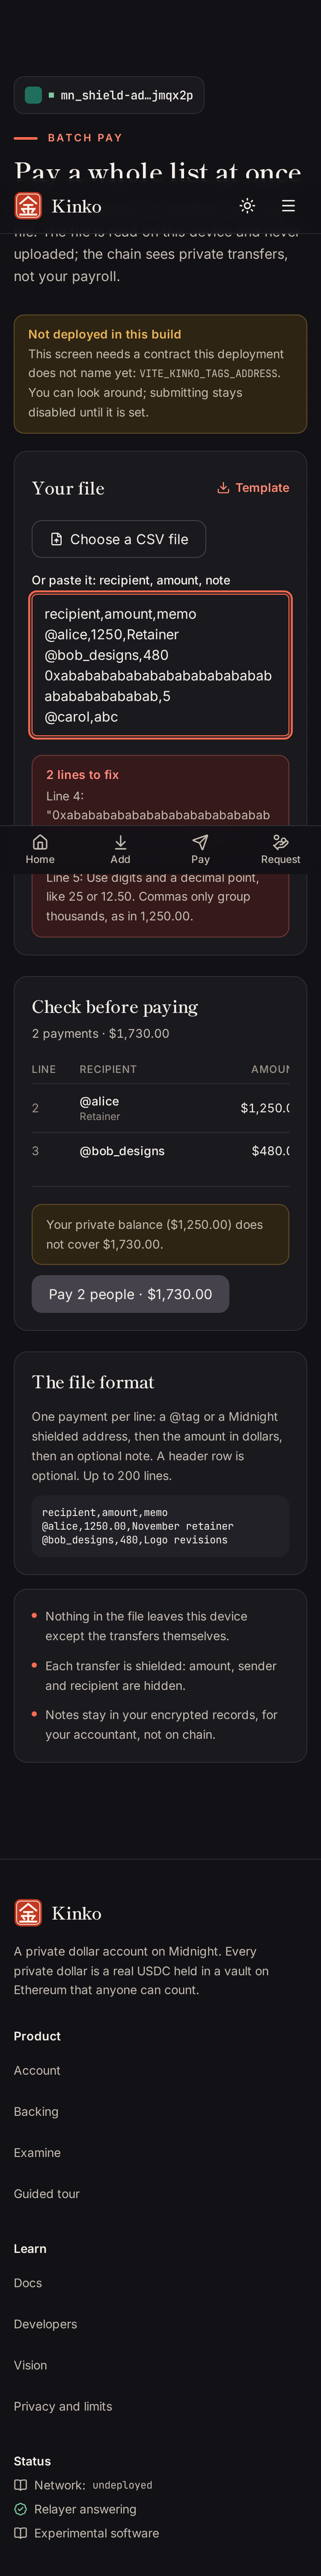 mn_shield-ad…jmqx2p
BATCH PAY
Pay a whole list at once
金 Kinko
uploaded; the chain sees private transfers,
not your payroll.
Not deployed in this build
This screen needs a contract this deployment
does not name yet: VITE_KINKO_TAGS_ADDRESS.
You can look around; submitting stays
disabled until it is set.
Your file
Template
Choose a CSV file
Or paste it: recipient, amount, note
recipient,amount,memo
@alice,1250,Retainer
@bob_designs,480
0xabababababababababababab
ababababababab,5
@carol,abc
2 lines to fix
Line 4:
"0xabababababababababababab
Home
Add
Pay
Request
Line 5: Use digits and a decimal point,
like 25 or 12.50. Commas only group
thousands, as in 1,250.00.
Check before paying
2 payments · $1,730.00
LINE RECIPIENT AMOUN
2 @alice $1,250.0
Retainer
3 @bob_designs $480.0
Your private balance ($1,250.00) does
not cover $1,730.00.
Pay 2 people · $1,730.00
The file format
One payment per line: a @tag or a Midnight
shielded address, then the amount in dollars,
then an optional note. A header row is
optional. Up to 200 lines.
recipient,amount,memo
@alice,1250.00,November retainer
@bob_designs,480,Logo revisions
Nothing in the file leaves this device
except the transfers themselves.
Each transfer is shielded: amount, sender
and recipient are hidden.
Notes stay in your encrypted records, for
your accountant, not on chain.
金 Kinko
A private dollar account on Midnight. Every
private dollar is a real USDC held in a vault on
Ethereum that anyone can count.
Product
Account
Backing
Examine
Guided tour
Learn
Docs
Developers
Vision
Privacy and limits
Status
Network: undeployed
Relayer answering
Experimental software